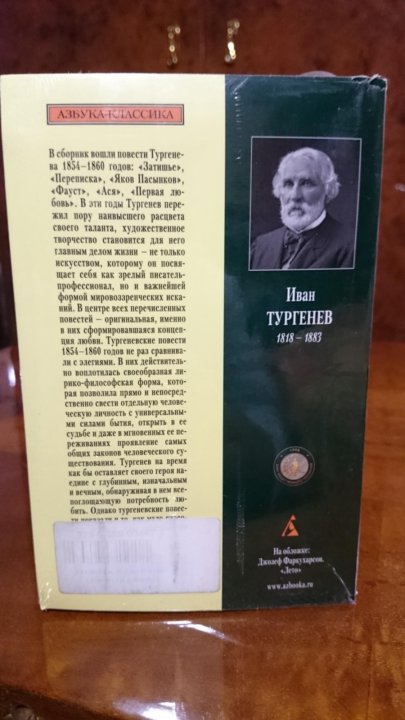 АЗБУКА-КЛАССИКА
В сборник вошли повести Тургене-
ва 1854–1860 годов: «Затишье»,
«Переписка», «Яков Пасынков»,
«Фауст», «Ася», «Первая лю-
бовь». В эти годы Тургенев пере-
жил пору наивысшего расцвета
своего таланта, художественное
творчество становится для него
главным делом жизни – не только
искусством, которому он посвя-
щает себя как зрелый писатель-
профессионал, но и важнейшей
формой мировоззренческих иска-
ний. В центре всех перечисленных
повестей – оригинальная, именно
в них сформировавшаяся концеп-
ция любви. Тургеневские повести
1854–1860 годов не раз сравнива-
ли с элегиями. В них действитель-
но воплотилась своеобразная лири-
ко-философская форма, кото-
рая позволила прямо и непосред-
ственно свести отдельную челове-
ческую личность с универсальны-
ми силами бытия, открыть в ее
судьбе и даже в мгновенных ее пе-
реживаниях проявление самых
общих законов человеческого су-
ществования. Тургенев на время
как бы оставляет своего героя на-
едине с глубинным, изначальным
и вечным, обнаруживая в нем все-
поглощающую потребность лю-
бить. Однако тургеневские повес-
Иван
ТУРГЕНЕВ
1818 – 1883
На обложке:
Джозеф Фаркухарсон.
«Лето»
www.azbooka.ru